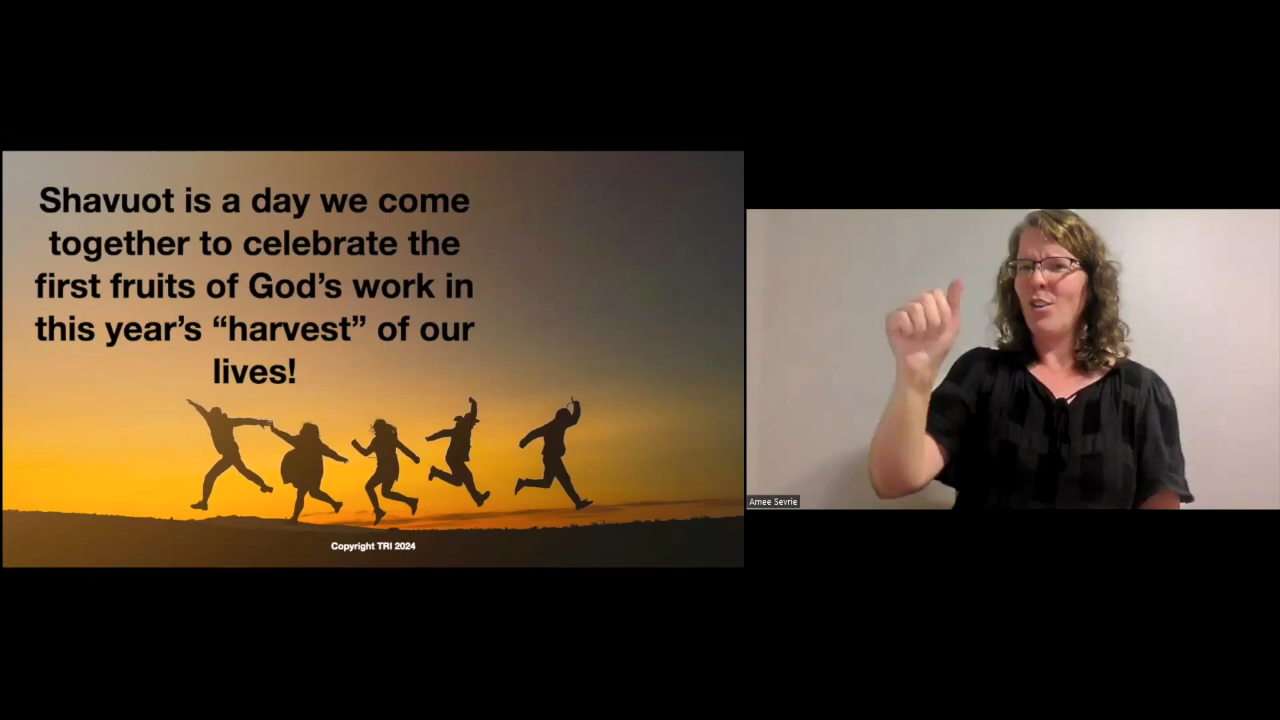 Shavuot is a day we come
together to celebrate the
first fruits of God’s work in
this year’s “harvest” of our
lives!
Copyright TRI 2024
Amee Sevrie